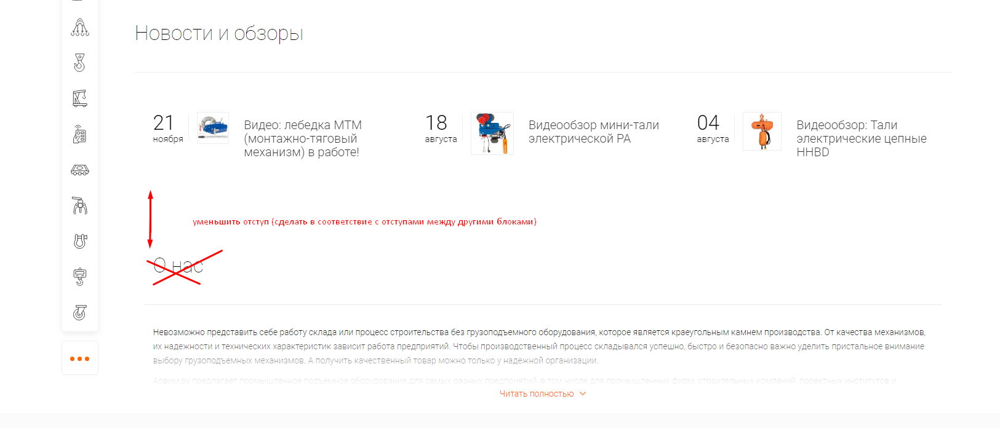 Новости и обзоры
21
ноября
Видео: лебедка МТМ
(монтажно-тяговый
механизм) в работе!
18
августа
Видеообзор мини-тали
электрической РА
04
августа
Видеообзор: Тали
электрические цепные
HHBD
уменьшить отступ (сделать в соответствие с отступами между другими блоками)
О нас
Невозможно представить себе работу склада или процесс строительства без грузоподъемного оборудования, которое является краеугольным камнем производства. От качества механизмов,
их надежности и технических характеристик зависит работа предприятий. Чтобы производственный процесс складывался успешно, быстро и безопасно важно уделить пристальное внимание
выбору грузоподъемных механизмов. А получить качественный товар можно только у надежной организации.
Арвим.ру предлагает промышленное подъемное оборудование для самых разных предприятий, в том числе для промышленных фирм, строительных компаний, проектных институтов и
Читать полностью